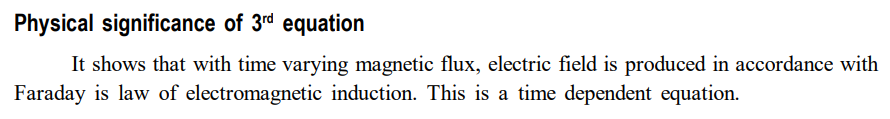 Physical significance of 3rd equation
It shows that with time varying magnetic flux, electric field is produced in accordance with
Faraday is law of electromagnetic induction. This is a time dependent equation.